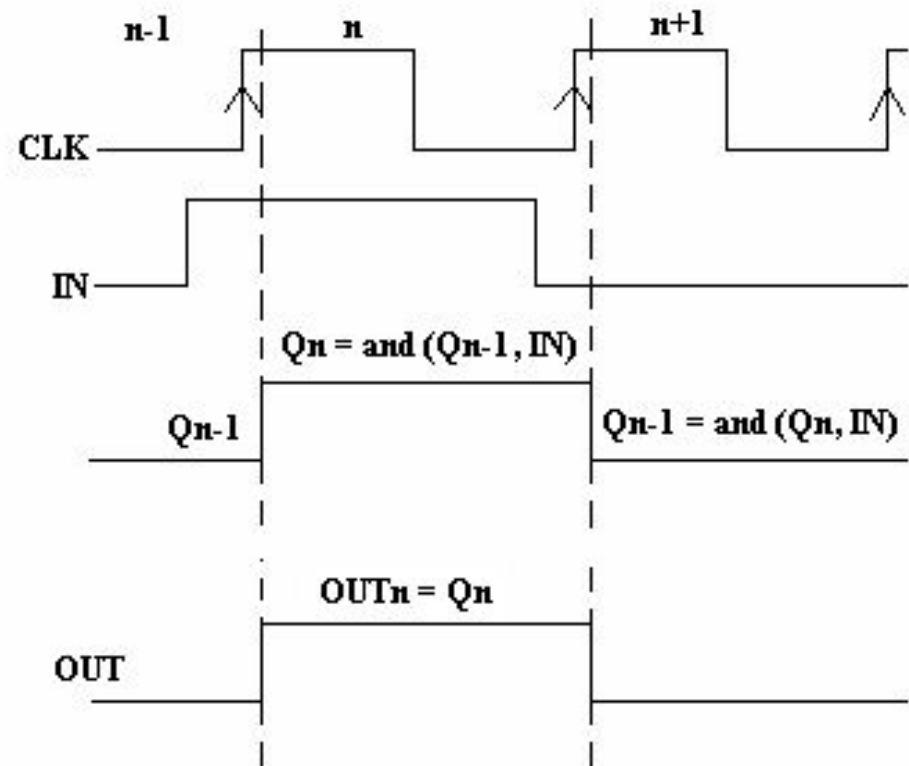 n-1
n
n+1
CLK
IN
Qn = and (Qn-1, IN)
Qn-1
Qn-1 = and (Qn, IN)
OUTn = Qn
OUT